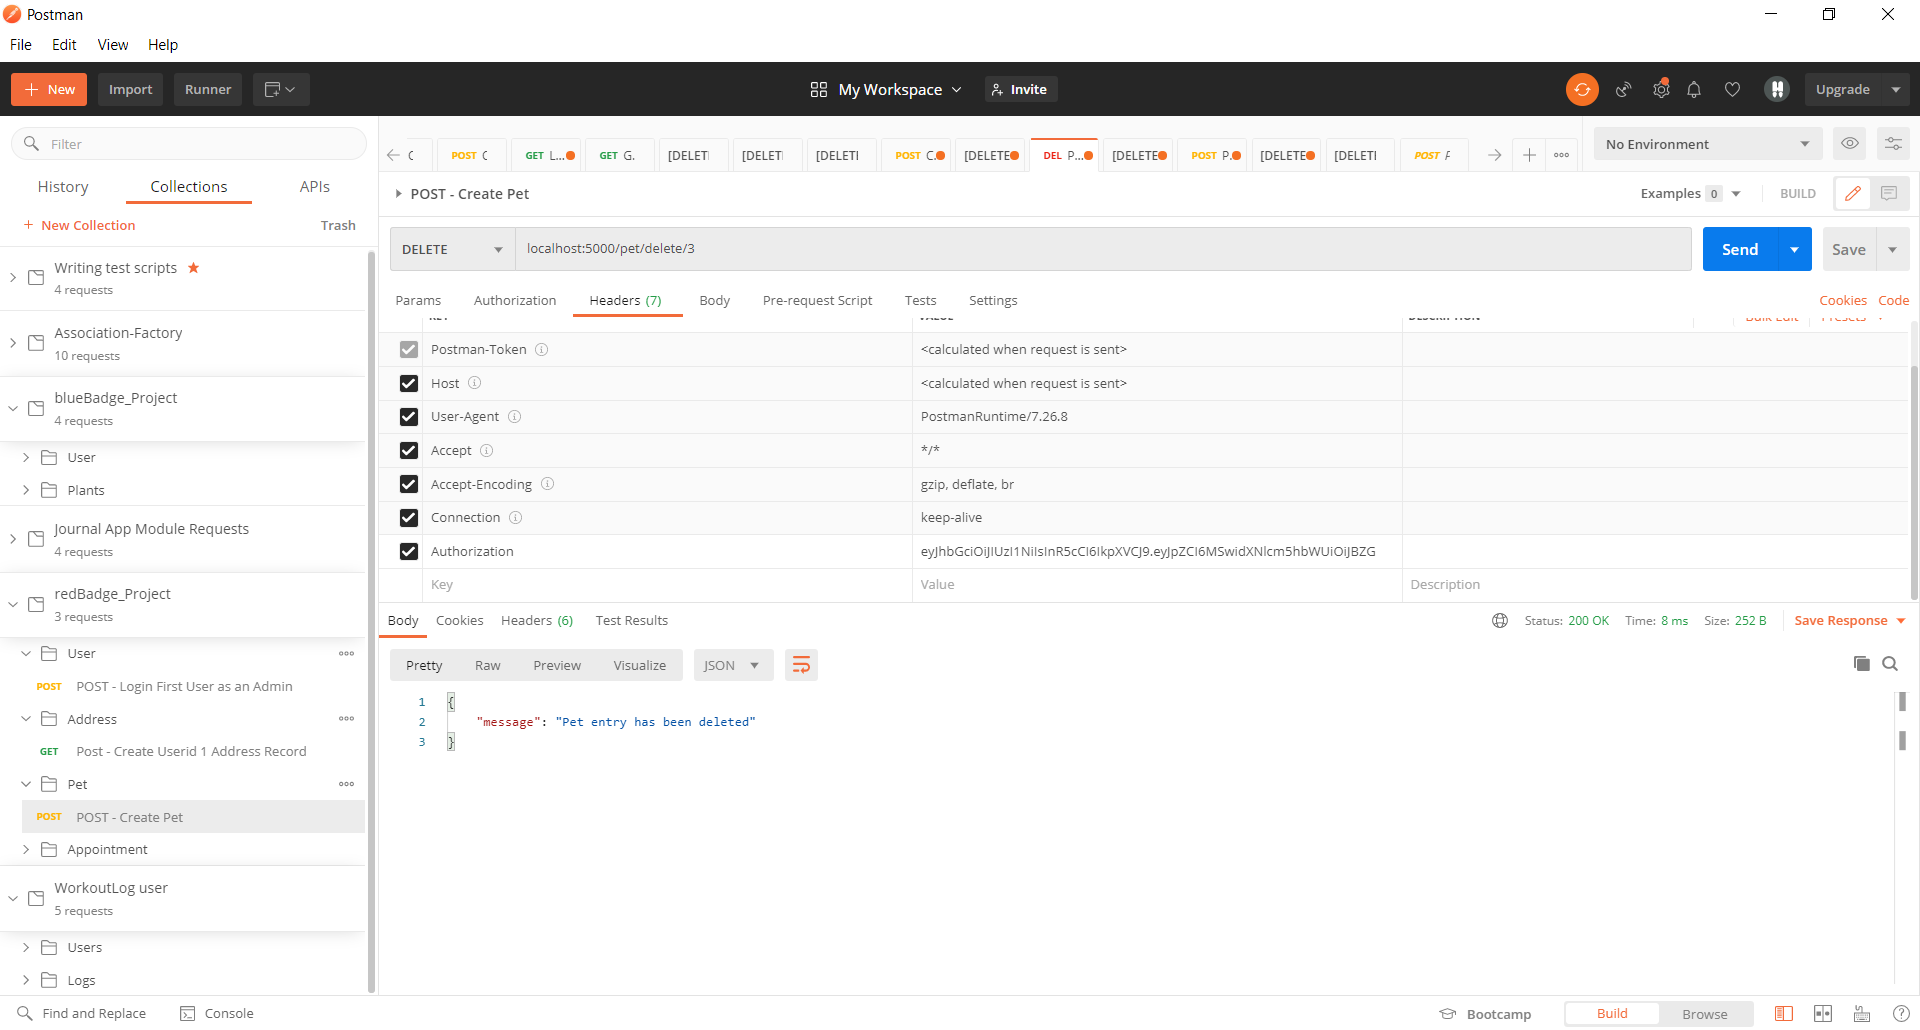 Postman
File Edit View Help
New Import Runner My Workspace Invite Upgrade
Filter
History Collections APIs
New Collection Trash
Writing test scripts
4 requests
Association-Factory
10 requests
blueBadge_Project
4 requests
User
Plants
Journal App Module Requests
4 requests
redBadge_Project
3 requests
User
POST POST - Login First User as an Admin
Address
GET Post - Create Userid 1 Address Record
Pet
POST POST - Create Pet
Appointment
WorkoutLog user
5 requests
Users
Logs
POST GET L... GET G. [DELETI [DELETI [DELETI POST C. [DELETE DEL P... [DELETE POST P. [DELETE [DELETI POST
No Environment
POST - Create Pet Examples 0 BUILD
DELETE localhost:5000/pet/delete/3 Send Save
Params Authorization Headers (7) Body Pre-request Script Tests Settings Cookies Code
KEY VALUE DESCRIPTION Bulk Edit Presets
Postman-Token <calculated when request is sent>
Host <calculated when request is sent>
User-Agent PostmanRuntime/7.26.8
Accept */*
Accept-Encoding gzip, deflate, br
Connection keep-alive
Authorization eyJhbGciOiJIUzI1NiIsInR5cCI6IkpXVCJ9.eyJpZCI6MSwidXNlcm5hbWUiOiJBZG
Key Value Description
Body Cookies Headers (6) Test Results Status: 200 OK Time: 8 ms Size: 252 B Save Response
Pretty Raw Preview Visualize JSON
1 {
2 "message": "Pet entry has been deleted"
3 }
Find and Replace Console Bootcamp Build Browse